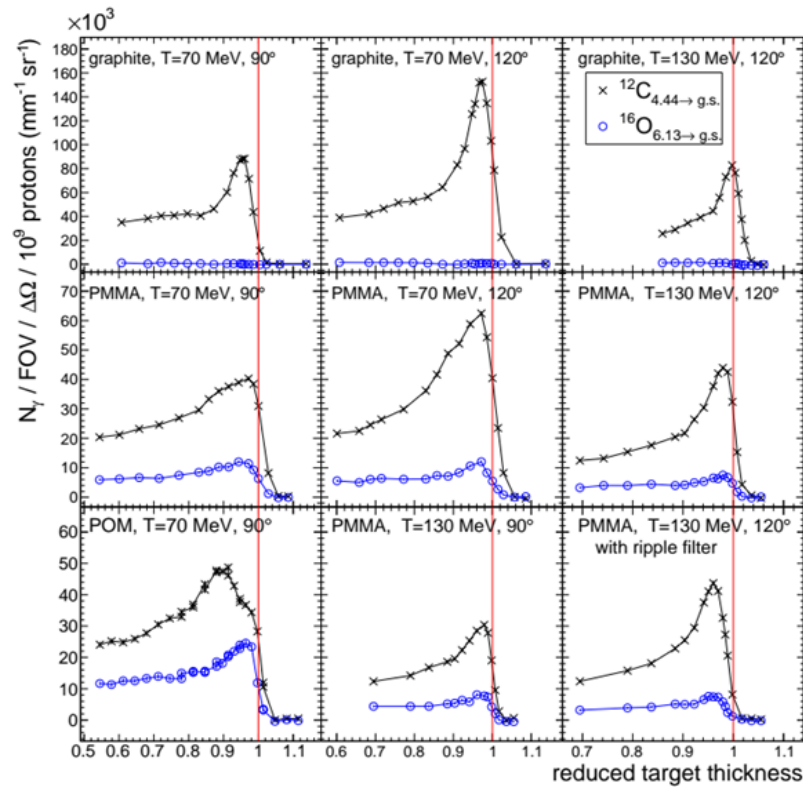 ×10³
N_γ / FOV / ΔΩ / 10⁹ protons (mm⁻¹ sr⁻¹)
graphite, T=70 MeV, 90°
graphite, T=70 MeV, 120°
graphite, T=130 MeV, 120°
¹²C₄.₄₄→ g.s.
¹⁶O₆.₁₃→ g.s.
180
160
140
120
100
80
60
40
20
0
PMMA, T=70 MeV, 90°
PMMA, T=70 MeV, 120°
PMMA, T=130 MeV, 120°
70
60
50
40
30
20
10
0
POM, T=70 MeV, 90°
PMMA, T=130 MeV, 90°
PMMA, T=130 MeV, 120°
with ripple filter
60
50
40
30
20
10
0
0.5 0.6 0.7 0.8 0.9 1 1.1
0.6 0.7 0.8 0.9 1 1.1
0.7 0.8 0.9 1 1.1
reduced target thickness